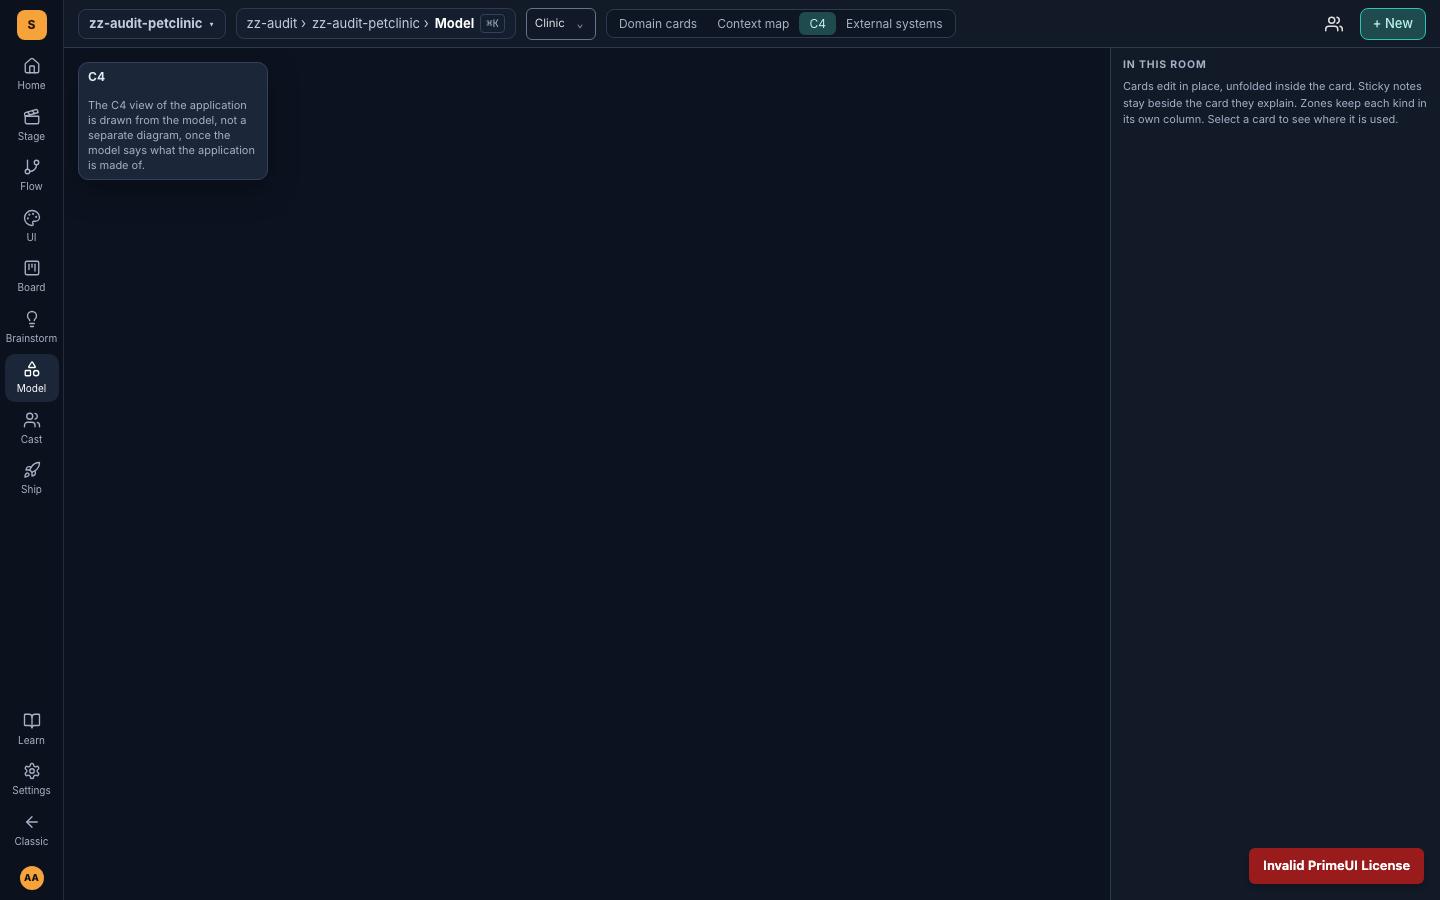 S
zz-audit-petclinic
zz-audit › zz-audit-petclinic › Model ⌘K
Clinic
Domain cards
Context map
C4
External systems
+ New
Home
Stage
Flow
UI
Board
Brainstorm
Model
Cast
Ship
Learn
Settings
Classic
AA
C4
The C4 view of the application
is drawn from the model, not a
separate diagram, once the
model says what the application
is made of.
IN THIS ROOM
Cards edit in place, unfolded inside the card. Sticky notes
stay beside the card they explain. Zones keep each kind in
its own column. Select a card to see where it is used.
Invalid PrimeUI License